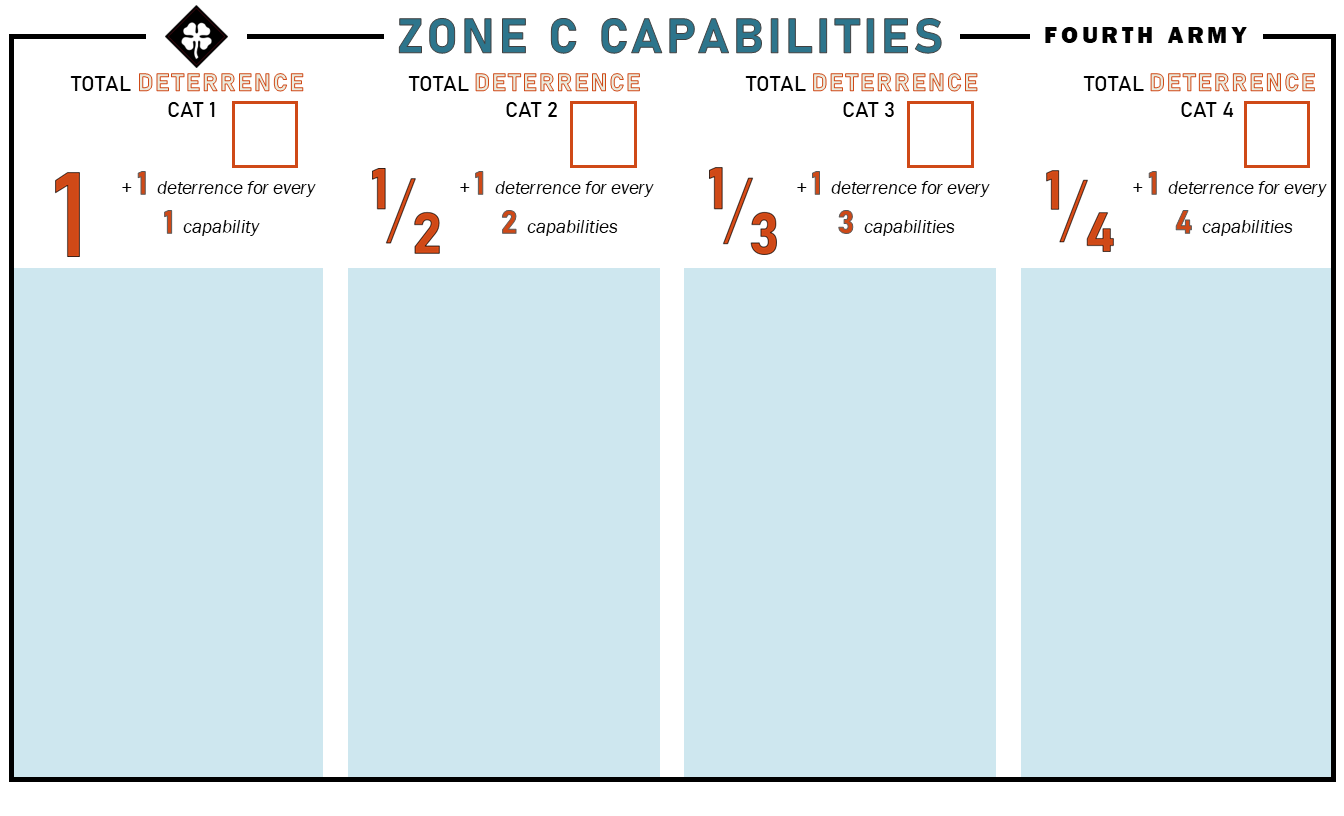 ZONE C CAPABILITIES
FOURTH ARMY
TOTAL DETERRENCE
CAT 1
1
+ 1 deterrence for every
1 capability
TOTAL DETERRENCE
CAT 2
1/2
+ 1 deterrence for every
2 capabilities
TOTAL DETERRENCE
CAT 3
1/3
+ 1 deterrence for every
3 capabilities
TOTAL DETERRENCE
CAT 4
1/4
+ 1 deterrence for every
4 capabilities